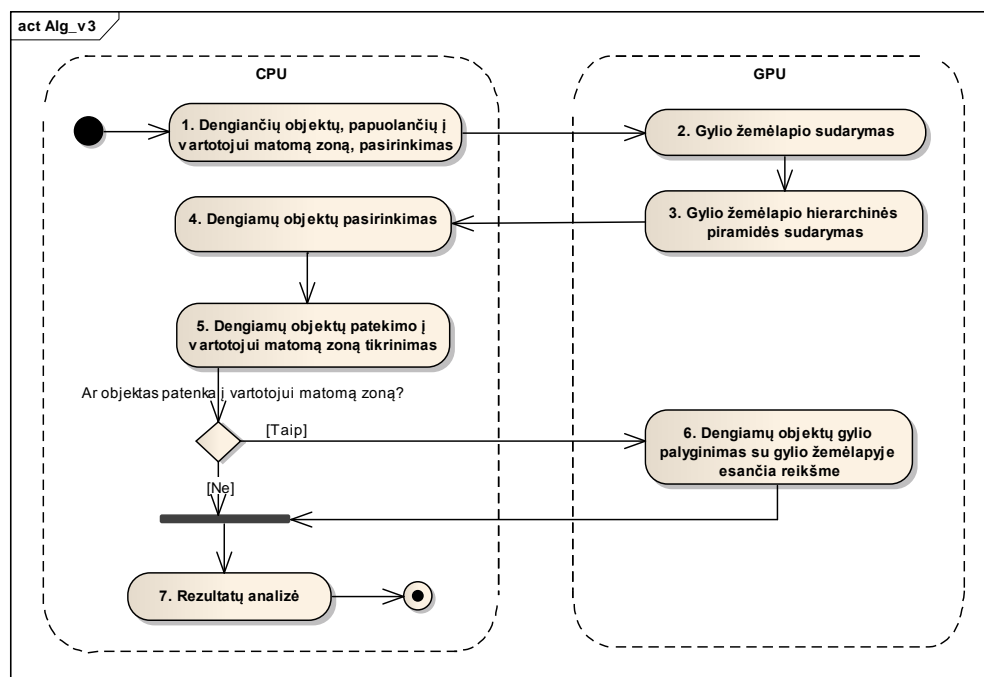 act Alg_v3
CPU
GPU
1. Dengiančių objektų, papuolančių į
vartotojui matomą zoną, pasirinkimas
2. Gylio žemėlapio sudarymas
3. Gylio žemėlapio hierarchinės
piramidės sudarymas
4. Dengiamų objektų pasirinkimas
5. Dengiamų objektų patekimo į
vartotojui matomą zoną tikrinimas
Ar objektas patenka į vartotojui matomą zoną?
[Taip]
6. Dengiamų objektų gylio
palyginimas su gylio žemėlapyje
esančia reikšme
[Ne]
7. Rezultatų analizė